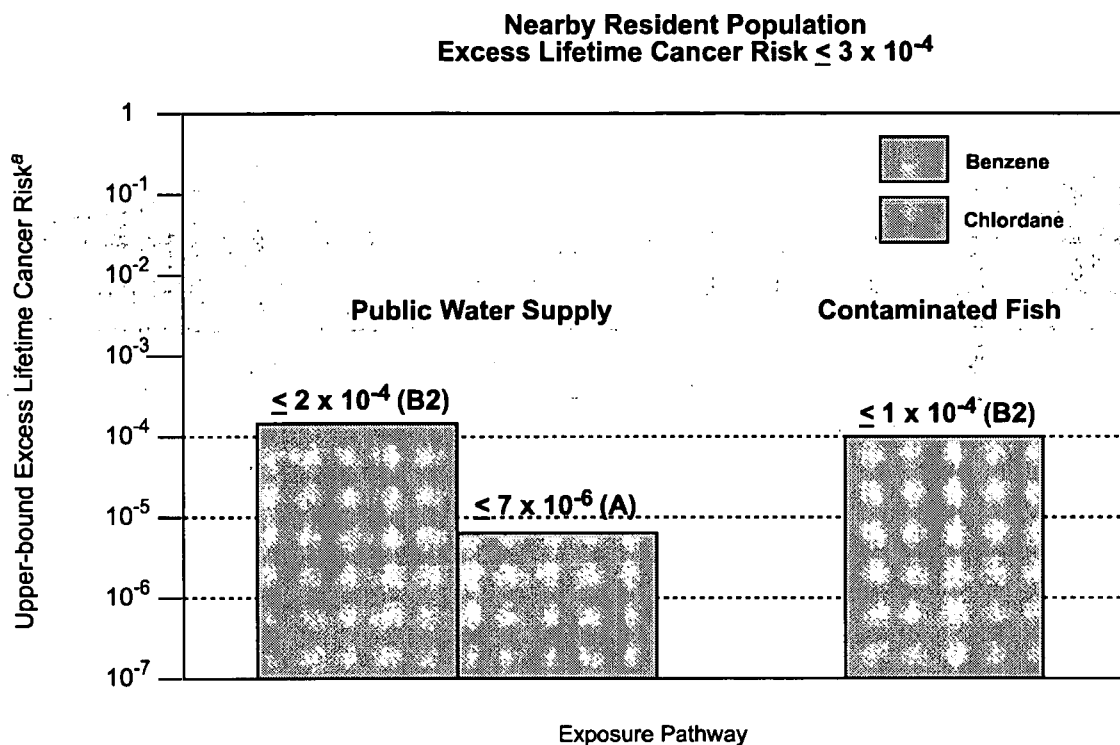 Nearby Resident Population
Excess Lifetime Cancer Risk ≤ 3 x 10⁻⁴
Upper-bound Excess Lifetime Cancer Riskᵃ
1
10⁻¹
10⁻²
10⁻³
10⁻⁴
10⁻⁵
10⁻⁶
10⁻⁷
Benzene
Chlordane
Public Water Supply
Contaminated Fish
≤ 2 x 10⁻⁴ (B2)
≤ 7 x 10⁻⁶ (A)
≤ 1 x 10⁻⁴ (B2)
Exposure Pathway